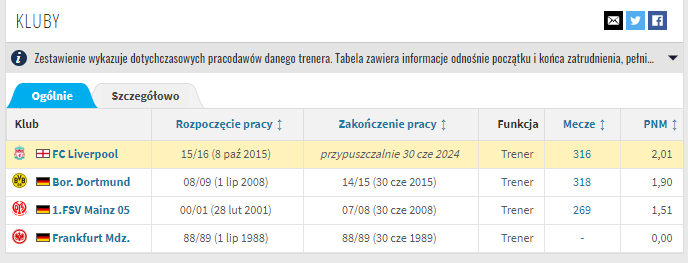 KLUBY
Zestawienie wykazuje dotychczasowych pracodawców danego trenera. Tabela zawiera informacje odnośnie początku i końca zatrudnienia, pełni...
Ogólnie Szczegółowo
Klub Rozpoczęcie pracy Zakończenie pracy Funkcja Mecze PNM
FC Liverpool 15/16 (8 paź 2015) przypuszczalnie 30 cze 2024 Trener 316 2,01
Bor. Dortmund 08/09 (1 lip 2008) 14/15 (30 cze 2015) Trener 318 1,90
1.FSV Mainz 05 00/01 (28 lut 2001) 07/08 (30 cze 2008) Trener 269 1,51
Frankfurt Mdz. 88/89 (1 lip 1988) 88/89 (30 cze 1989) Trener - 0,00